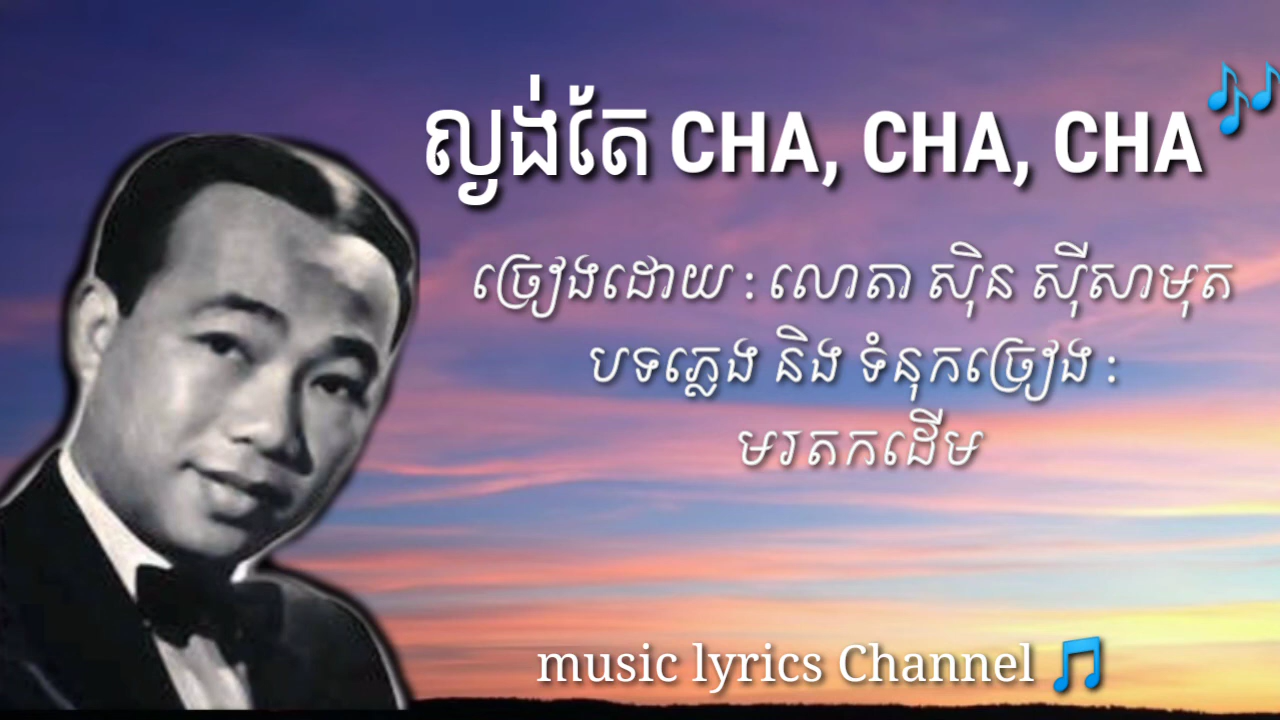 ល្ងង់តែ CHA, CHA, CHA
ច្រៀងដោយ : លោតា ស៊ិន ស៊ីសាមុត
បទភ្លេង និង ទំនុកច្រៀង :
មរតកដើម
music lyrics Channel